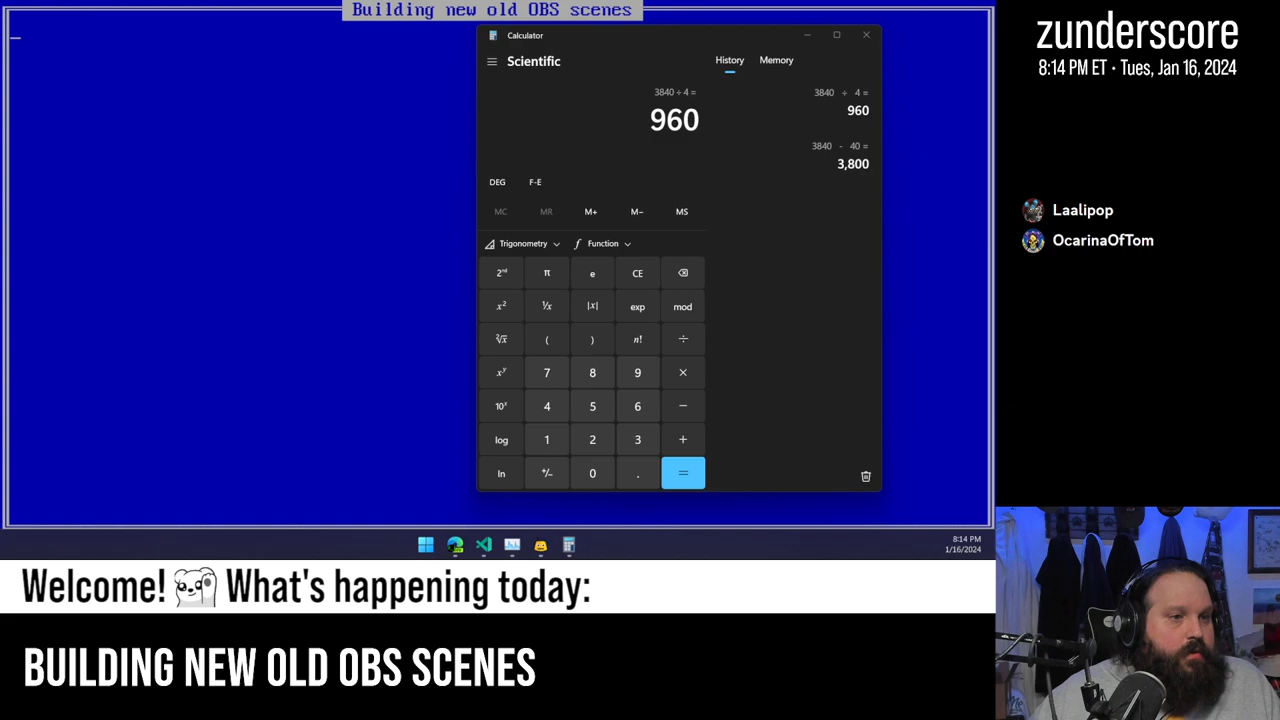 Building new old OBS scenes
zunderscore
8:14 PM ET · Tues, Jan 16, 2024
Laalipop
OcarinaOfTom
Calculator
Scientific
History Memory
3840 ÷ 4 =
960
3840 ÷ 4 =
960
3840 - 40 =
3,800
DEG F-E
MC MR M+ M− MS
Trigonometry f Function
2ⁿᵈ π e CE
x² ¹/x |x| exp mod
²√x ( ) n! ÷
xʸ 7 8 9 ×
10ˣ 4 5 6 −
log 1 2 3 +
ln +/− 0 . =
8:14 PM
1/16/2024
Welcome! What's happening today:
BUILDING NEW OLD OBS SCENES